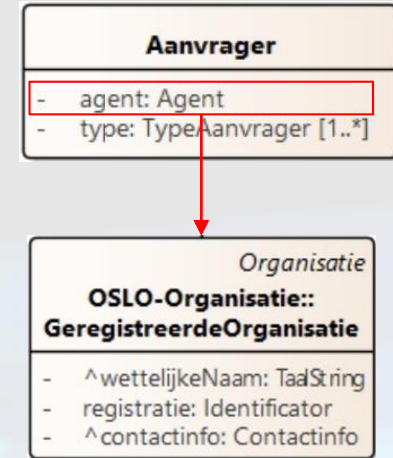 Aanvrager
- agent: Agent
- type: TypeAanvrager [1..*]
Organisatie
OSLO-Organisatie::
GeregistreerdeOrganisatie
- ^wettelijkeNaam: TaalString
- registratie: Identificator
- ^contactinfo: Contactinfo